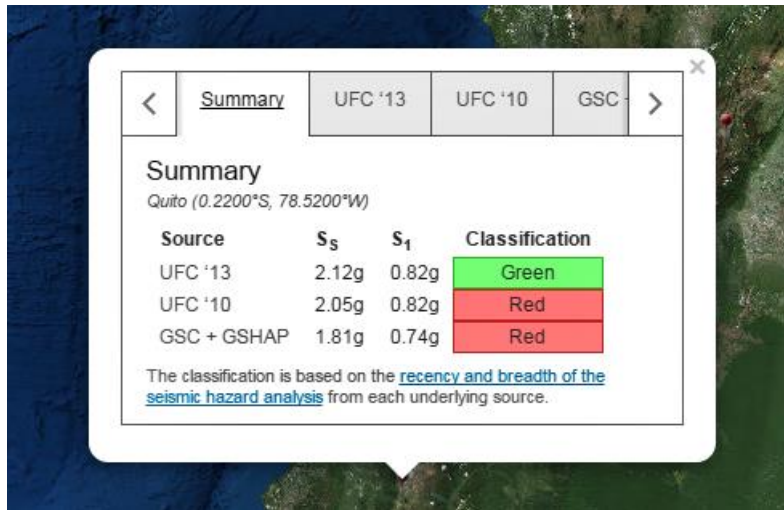 Summary UFC ‘13 UFC ‘10 GSC
Summary
Quito (0.2200°S, 78.5200°W)
Source S_S S_1 Classification
UFC ‘13 2.12g 0.82g Green
UFC ‘10 2.05g 0.82g Red
GSC + GSHAP 1.81g 0.74g Red
The classification is based on the recency and breadth of the
seismic hazard analysis from each underlying source.